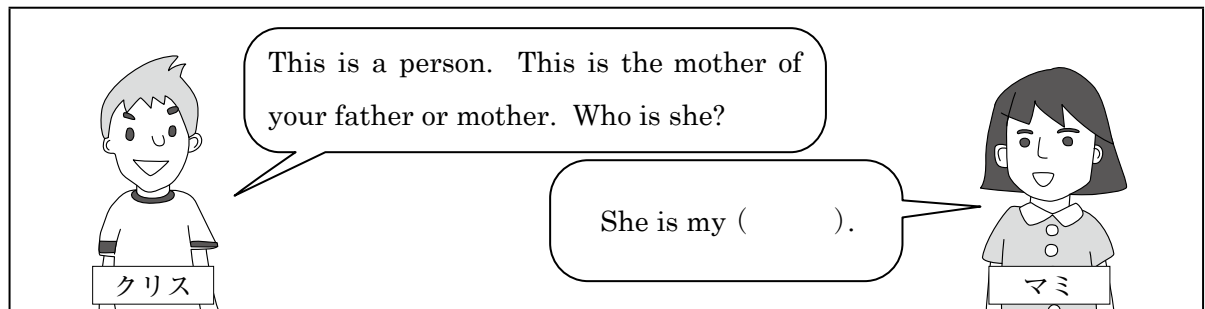 This is a person. This is the mother of
your father or mother. Who is she?
She is my (　　　).
クリス
マミ